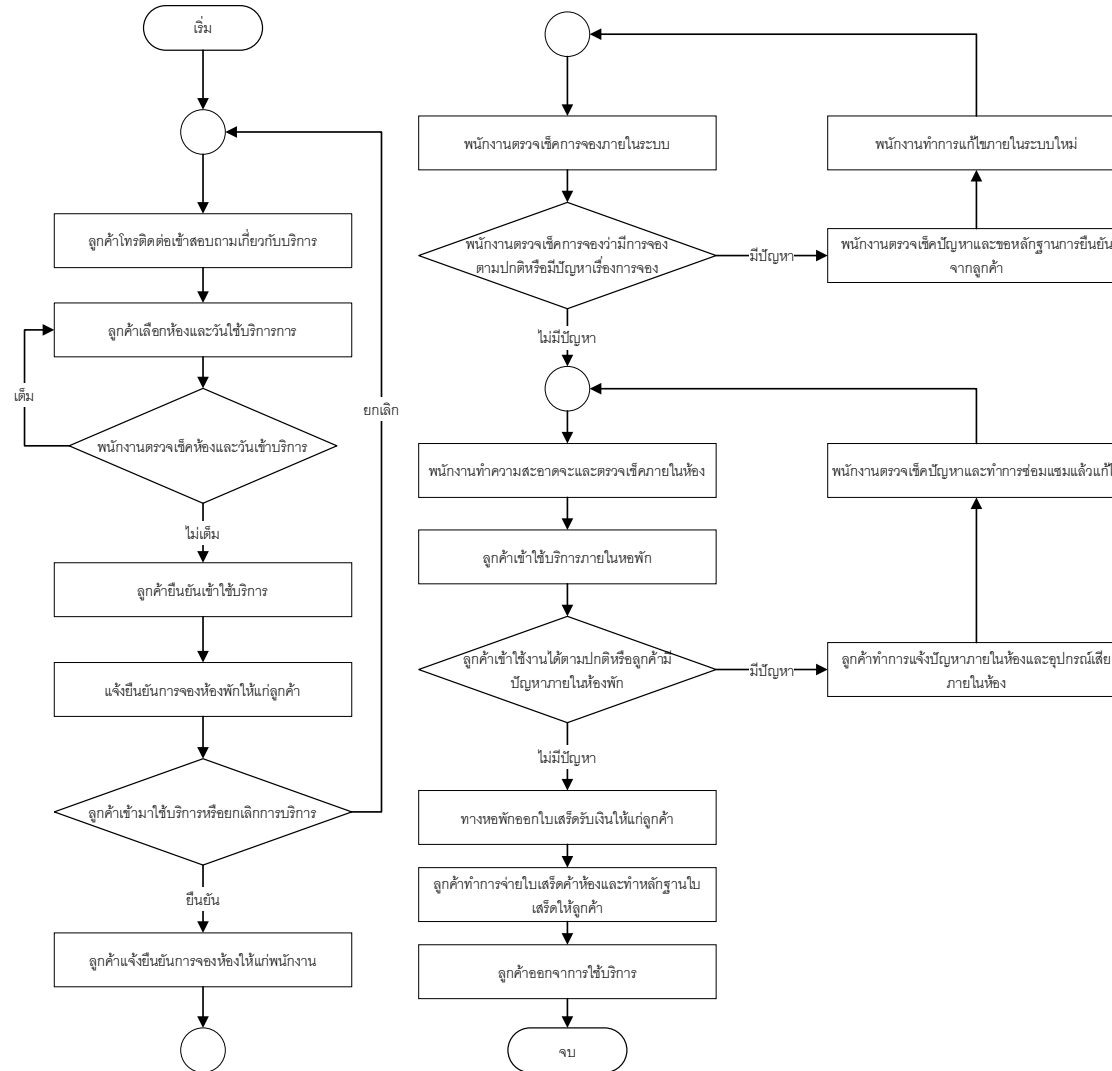 เริ่ม
ลูกค้าโทรติดต่อเข้าสอบถามเกี่ยวกับบริการ
ลูกค้าเลือกห้องและวันใช้บริการการ
เต็ม
พนักงานตรวจเช็คห้องและวันเข้าบริการ
ยกเลิก
ไม่เต็ม
ลูกค้ายืนยันเข้าใช้บริการ
แจ้งยืนยันการจองห้องพักให้แก่ลูกค้า
ลูกค้าเข้ามาใช้บริการหรือยกเลิกการบริการ
ยืนยัน
ลูกค้าแจ้งยืนยันการจองห้องให้แก่พนักงาน
พนักงานตรวจเช็คการจองภายในระบบ
พนักงานทำการแก้ไขภายในระบบใหม่
พนักงานตรวจเช็คการจองว่ามีการจอง
ตามปกติหรือมีปัญหาเรื่องการจอง
มีปัญหา
พนักงานตรวจเช็คปัญหาและขอหลักฐานการยืนยัน
จากลูกค้า
ไม่มีปัญหา
พนักงานทำความสะอาดจะและตรวจเช็คภายในห้อง
พนักงานตรวจเช็คปัญหาและทำการซ่อมแซมแล้วแก้ไ
ลูกค้าเข้าใช้บริการภายในหอพัก
ลูกค้าเข้าใช้งานได้ตามปกติหรือลูกค้ามี
ปัญหาภายในห้องพัก
มีปัญหา
ลูกค้าทำการแจ้งปัญหาภายในห้องและอุปกรณ์เสีย
ภายในห้อง
ไม่มีปัญหา
ทางหอพักออกใบเสร็ดรับเงินให้แก่ลูกค้า
ลูกค้าทำการจ่ายใบเสร็ดค้าห้องและทำหลักฐานใบ
เสร็ดให้ลูกค้า
ลูกค้าออกจาการใช้บริการ
จบ